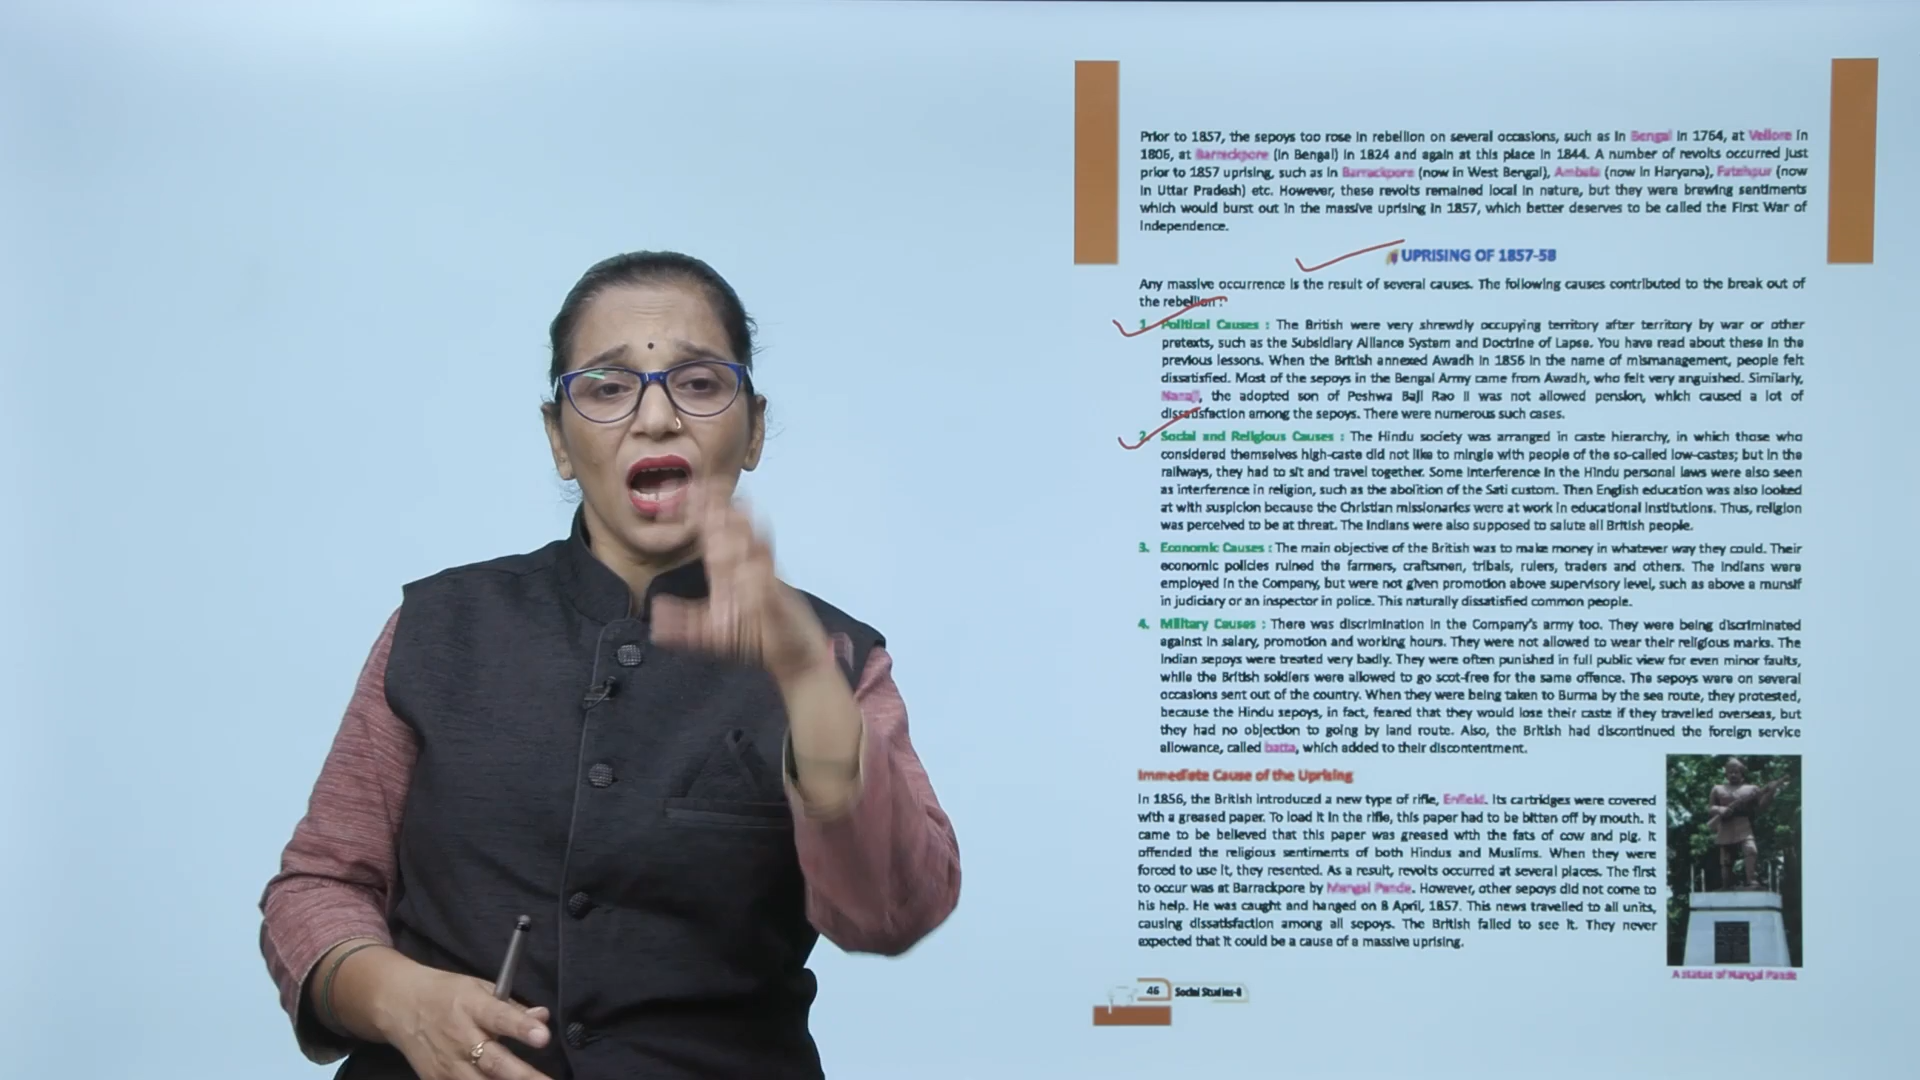 Prior to 1857, the sepoys too rose in rebellion on several occasions, such as in Bengal in 1764, at Vellore in
1806, at Barrackpore (in Bengal) in 1824 and again at this place in 1844. A number of revolts occurred just
prior to 1857 uprising, such as in Barrackpore (now in West Bengal), Ambala (now in Haryana), Fatehpur (now
in Uttar Pradesh) etc. However, these revolts remained local in nature, but they were brewing sentiments
which would burst out in the massive uprising in 1857, which better deserves to be called the First War of
Independence.
UPRISING OF 1857-58
Any massive occurrence is the result of several causes. The following causes contributed to the break out of
the rebellion :
1. Political Causes : The British were very shrewdly occupying territory after territory by war or other
pretexts, such as the Subsidiary Alliance System and Doctrine of Lapse. You have read about these in the
previous lessons. When the British annexed Awadh in 1856 in the name of mismanagement, people felt
dissatisfied. Most of the sepoys in the Bengal Army came from Awadh, who felt very anguished. Similarly,
Nanaji, the adopted son of Peshwa Baji Rao II was not allowed pension, which caused a lot of
dissatisfaction among the sepoys. There were numerous such cases.
2. Social and Religious Causes : The Hindu society was arranged in caste hierarchy, in which those who
considered themselves high-caste did not like to mingle with people of the so-called low-castes; but in the
railways, they had to sit and travel together. Some interference in the Hindu personal laws were also seen
as interference in religion, such as the abolition of the Sati custom. Then English education was also looked
at with suspicion because the Christian missionaries were at work in educational institutions. Thus, religion
was perceived to be at threat. The Indians were also supposed to salute all British people.
3. Economic Causes : The main objective of the British was to make money in whatever way they could. Their
economic policies ruined the farmers, craftsmen, tribals, rulers, traders and others. The Indians were
employed in the Company, but were not given promotion above supervisory level, such as above a munsif
in judiciary or an inspector in police. This naturally dissatisfied common people.
4. Military Causes : There was discrimination in the Company's army too. They were being discriminated
against in salary, promotion and working hours. They were not allowed to wear their religious marks. The
Indian sepoys were treated very badly. They were often punished in full public view for even minor faults,
while the British soldiers were allowed to go scot-free for the same offence. The sepoys were on several
occasions sent out of the country. When they were being taken to Burma by the sea route, they protested,
because the Hindu sepoys, in fact, feared that they would lose their caste if they travelled overseas, but
they had no objection to going by land route. Also, the British had discontinued the foreign service
allowance, called batta, which added to their discontentment.
Immediate Cause of the Uprising
In 1856, the British introduced a new type of rifle, Enfield. Its cartridges were covered
with a greased paper. To load it in the rifle, this paper had to be bitten off by mouth. It
came to be believed that this paper was greased with the fats of cow and pig. It
offended the religious sentiments of both Hindus and Muslims. When they were
forced to use it, they resented. As a result, revolts occurred at several places. The first
to occur was at Barrackpore by Mangal Pande. However, other sepoys did not come to
his help. He was caught and hanged on 8 April, 1857. This news travelled to all units,
causing dissatisfaction among all sepoys. The British failed to see it. They never
expected that it could be a cause of a massive uprising.
A statue of Mangal Pande
46 Social Studies-8